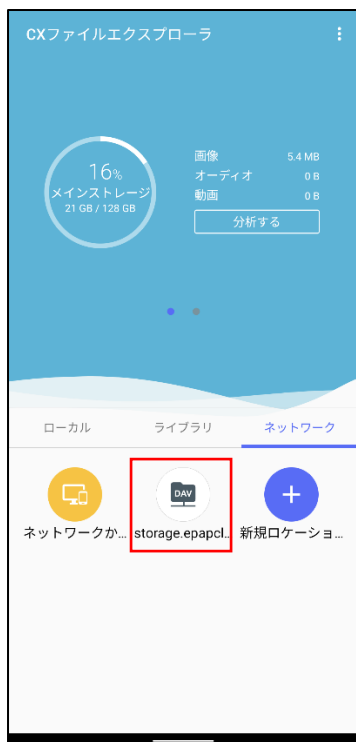 CXファイルエクスプローラ
16%
メインストレージ
21 GB / 128 GB
画像 5.4 MB
オーディオ 0 B
動画 0 B
分析する
ローカル ライブラリ ネットワーク
DAV
ネットワークか... storage.epapcl... 新規ロケーショ...